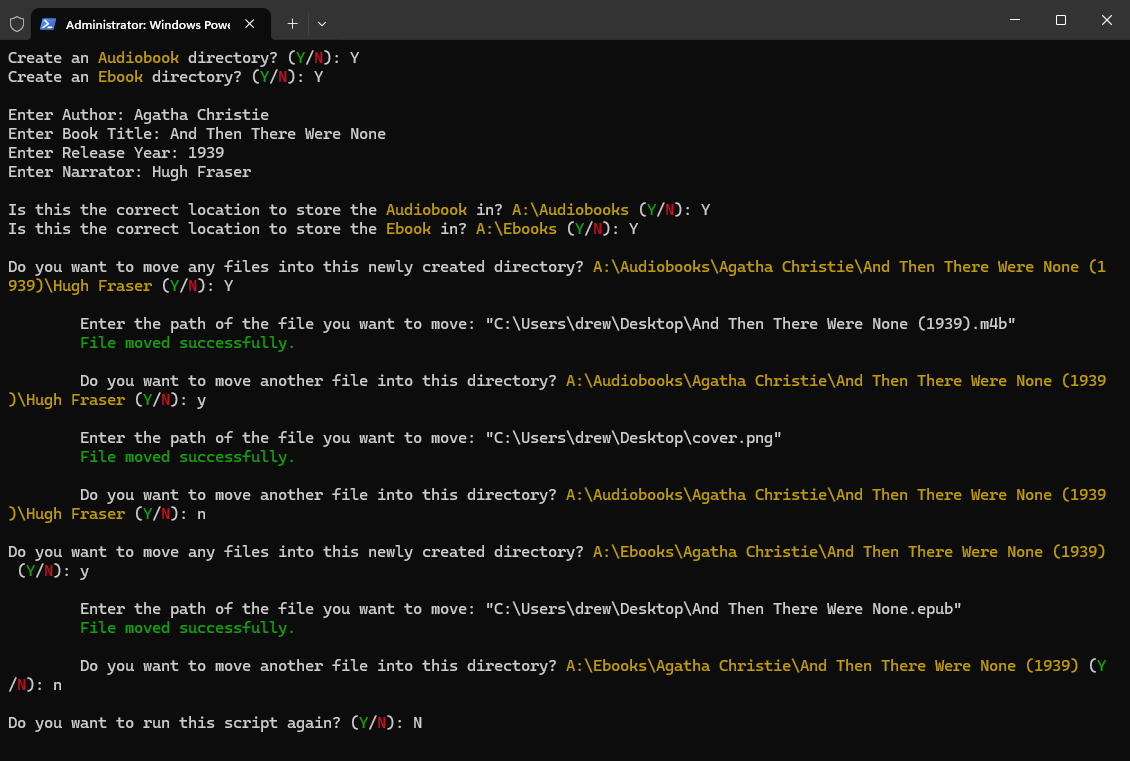 Administrator: Windows Powe
Create an Audiobook directory? (Y/N): Y
Create an Ebook directory? (Y/N): Y
Enter Author: Agatha Christie
Enter Book Title: And Then There Were None
Enter Release Year: 1939
Enter Narrator: Hugh Fraser
Is this the correct location to store the Audiobook in? A:\Audiobooks (Y/N): Y
Is this the correct location to store the Ebook in? A:\Ebooks (Y/N): Y
Do you want to move any files into this newly created directory? A:\Audiobooks\Agatha Christie\And Then There Were None (1
939)\Hugh Fraser (Y/N): Y
Enter the path of the file you want to move: "C:\Users\drew\Desktop\And Then There Were None (1939).m4b"
File moved successfully.
Do you want to move another file into this directory? A:\Audiobooks\Agatha Christie\And Then There Were None (1939
)\Hugh Fraser (Y/N): y
Enter the path of the file you want to move: "C:\Users\drew\Desktop\cover.png"
File moved successfully.
Do you want to move another file into this directory? A:\Audiobooks\Agatha Christie\And Then There Were None (1939
)\Hugh Fraser (Y/N): n
Do you want to move any files into this newly created directory? A:\Ebooks\Agatha Christie\And Then There Were None (1939)
(Y/N): y
Enter the path of the file you want to move: "C:\Users\drew\Desktop\And Then There Were None.epub"
File moved successfully.
Do you want to move another file into this directory? A:\Ebooks\Agatha Christie\And Then There Were None (1939) (Y
/N): n
Do you want to run this script again? (Y/N): N